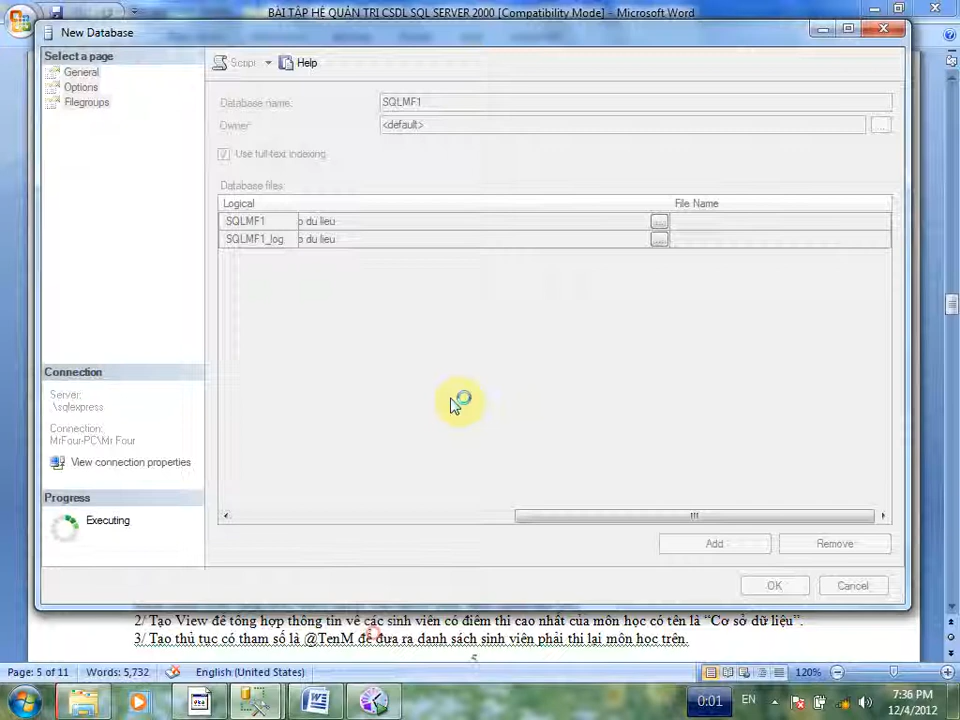 BÀI TẬP HỆ QUẢN TRỊ CSDL SQL SERVER 2000 [Compatibility Mode] - Microsoft Word
New Database
Select a page
General
Options
Filegroups
Script
Help
Database name:
SQLMF1
Owner:
<default>
...
Use full-text indexing
Database files:
Logical
File Name
SQLMF1
o du lieu
...
SQLMF1_log
o du lieu
...
Connection
Server:
.\sqlexpress
Connection:
MrFour-PC\Mr Four
View connection properties
Progress
Executing
Add
Remove
OK
Cancel
2/ Tạo View để tổng hợp thông tin về các sinh viên có điểm thi cao nhất của môn học có tên là “Cơ sở dữ liệu”.
3/ Tạo thủ tục có tham số là @TenM để đưa ra danh sách sinh viên phải thi lại môn học trên.
5
Page: 5 of 11
Words: 5,732
English (United States)
120%
0:01
EN
7:36 PM
12/4/2012